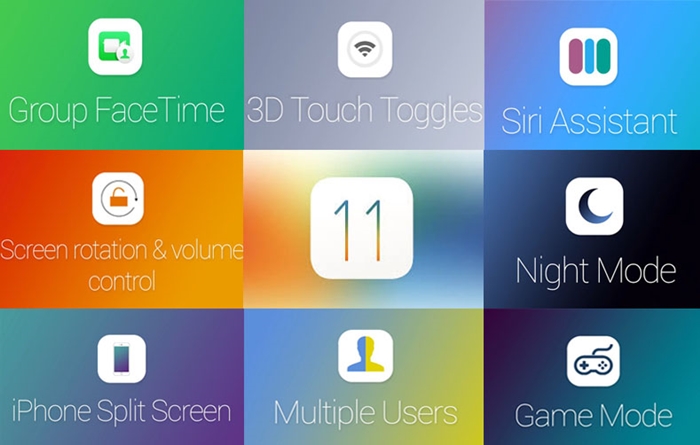 Group FaceTime
3D Touch Toggles
Siri Assistant
Screen rotation & volume
control
11
Night Mode
iPhone Split Screen
Multiple Users
Game Mode